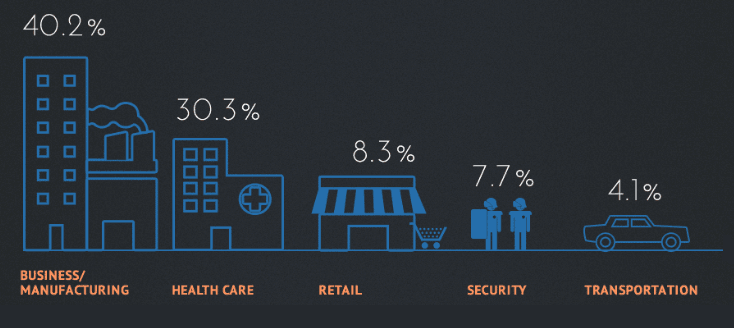 40.2%
30.3%
8.3%
7.7%
4.1%
BUSINESS/
MANUFACTURING
HEALTH CARE
RETAIL
SECURITY
TRANSPORTATION